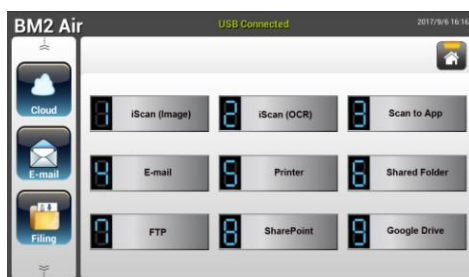 BM2 Air
USB Connected
2017/9/6 16:16
Cloud
E-mail
Filing
1 iScan (Image)
2 iScan (OCR)
3 Scan to App
4 E-mail
5 Printer
6 Shared Folder
7 FTP
8 SharePoint
9 Google Drive